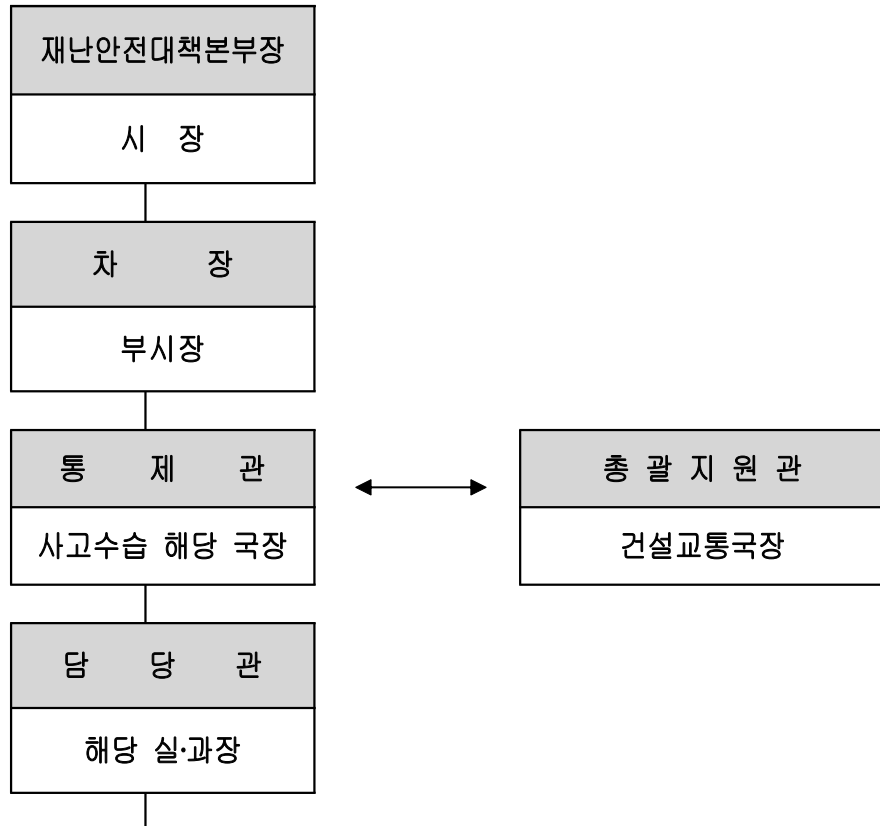 재난안전대책본부장
시 장
차 장
부시장
통 제 관
사고수습 해당 국장
총 괄 지 원 관
건설교통국장
담 당 관
해당 실·과장